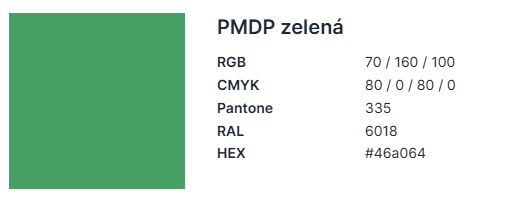 PMDP zelená
RGB 70 / 160 / 100
CMYK 80 / 0 / 80 / 0
Pantone 335
RAL 6018
HEX #46a064